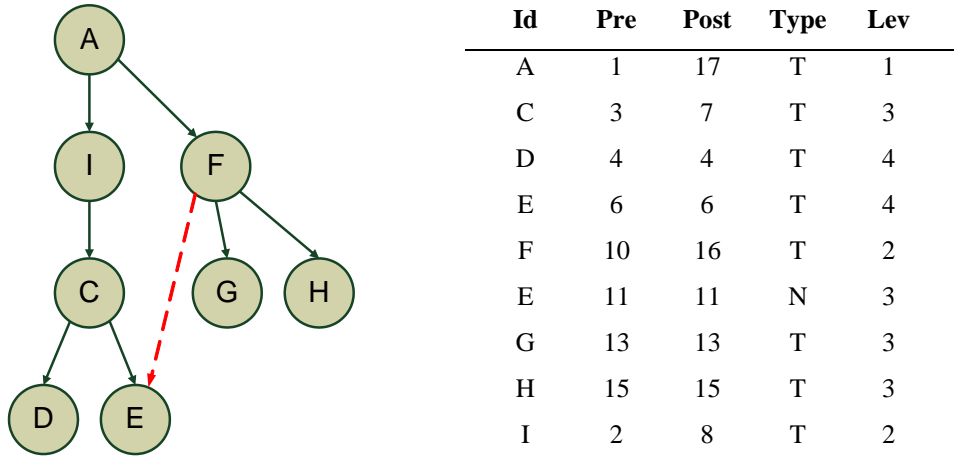 A
I
F
C
G
H
D
E
Id Pre Post Type Lev
A 1 17 T 1
C 3 7 T 3
D 4 4 T 4
E 6 6 T 4
F 10 16 T 2
E 11 11 N 3
G 13 13 T 3
H 15 15 T 3
I 2 8 T 2